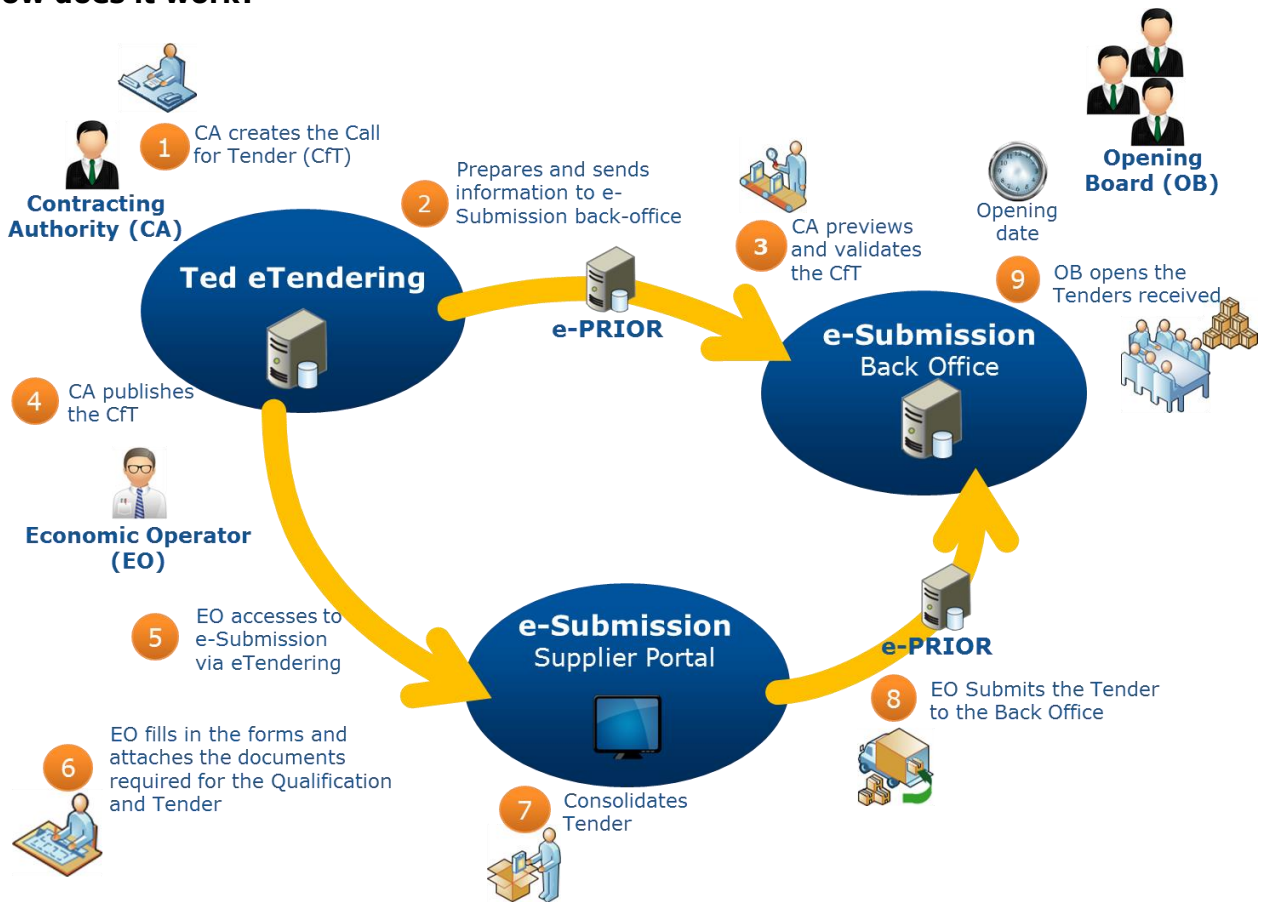 ow does it work?
1
CA creates the Call
for Tender (CfT)
Contracting
Authority (CA)
2
Prepares and sends
information to e-
Submission back-office
3
CA previews
and validates
the CfT
Opening
date
Opening
Board (OB)
9
OB opens the
Tenders received
Ted eTendering
e-PRIOR
e-Submission
Back Office
4
CA publishes
the CfT
Economic Operator
(EO)
5
EO accesses to
e-Submission
via eTendering
e-Submission
Supplier Portal
e-PRIOR
8
EO Submits the Tender
to the Back Office
6
EO fills in the forms and
attaches the documents
required for the Qualification
and Tender
7
Consolidates
Tender